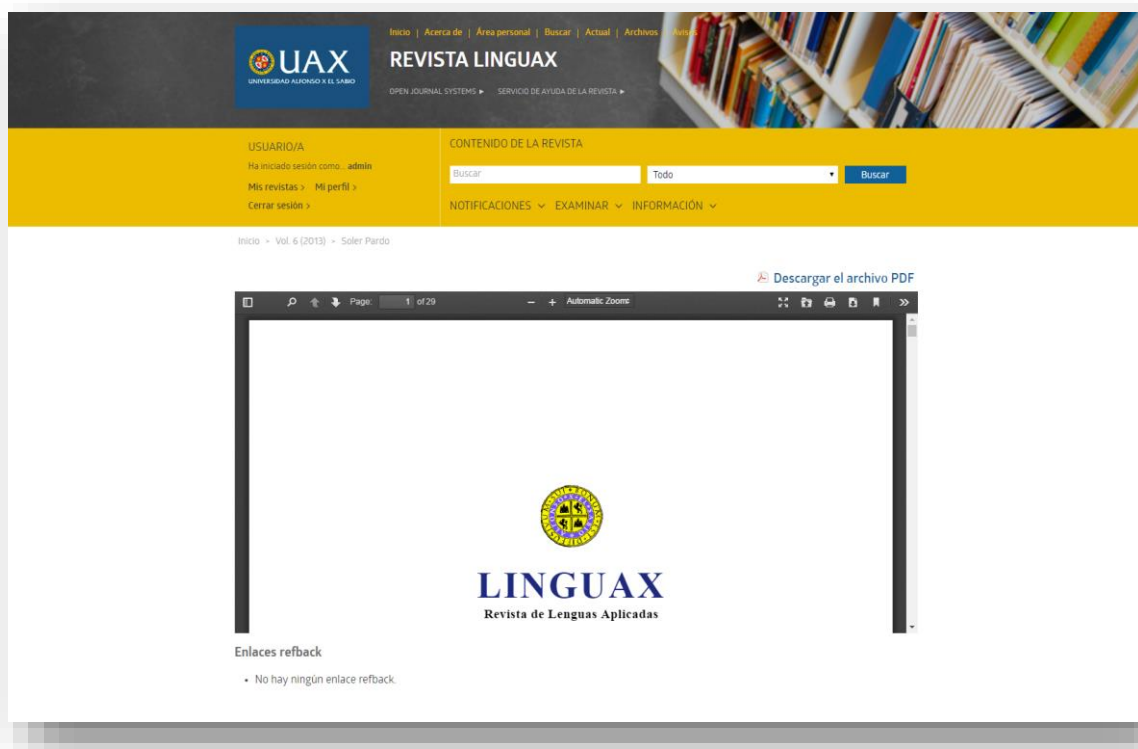 Inicio | Acerca de | Área personal | Buscar | Actual | Archivos | Avisos
UAX
UNIVERSIDAD ALFONSO X EL SABIO
REVISTA LINGUAX
OPEN JOURNAL SYSTEMS ▸ SERVICIO DE AYUDA DE LA REVISTA ▸
USUARIO/A
Ha iniciado sesión como... admin
Mis revistas > Mi perfil >
Cerrar sesión >
CONTENIDO DE LA REVISTA
Buscar Todo Buscar
NOTIFICACIONES EXAMINAR INFORMACIÓN
Inicio > Vol. 6 (2013) > Soler Pardo
Descargar el archivo PDF
Page: 1 of 29 − + Automatic Zoom
LINGUAX
Revista de Lenguas Aplicadas
Enlaces refback
• No hay ningún enlace refback.